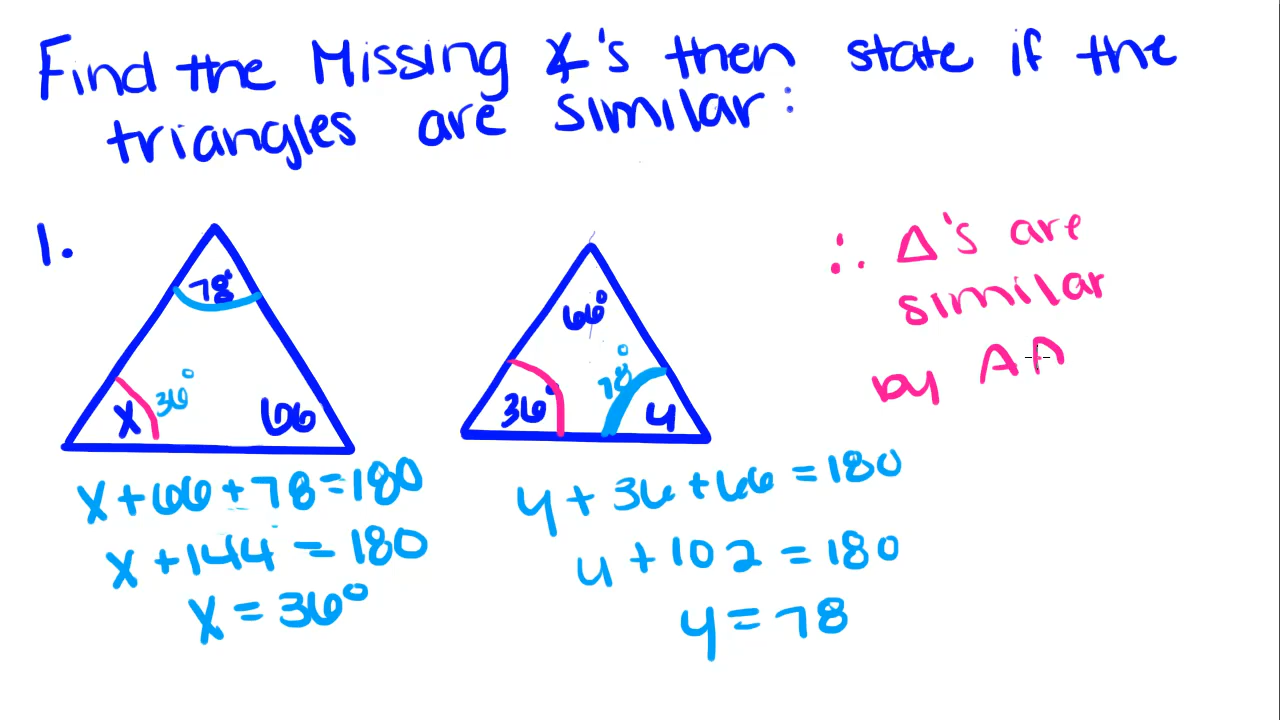 Find the Missing ∡'s then state if the
triangles are similar:
1.
78°
x 36°
66
66°
36°
78°
y
∴ Δ's are
similar
by AA
x+66+78=180
x+144=180
x=36°
y+36+66=180
y+102=180
y=78